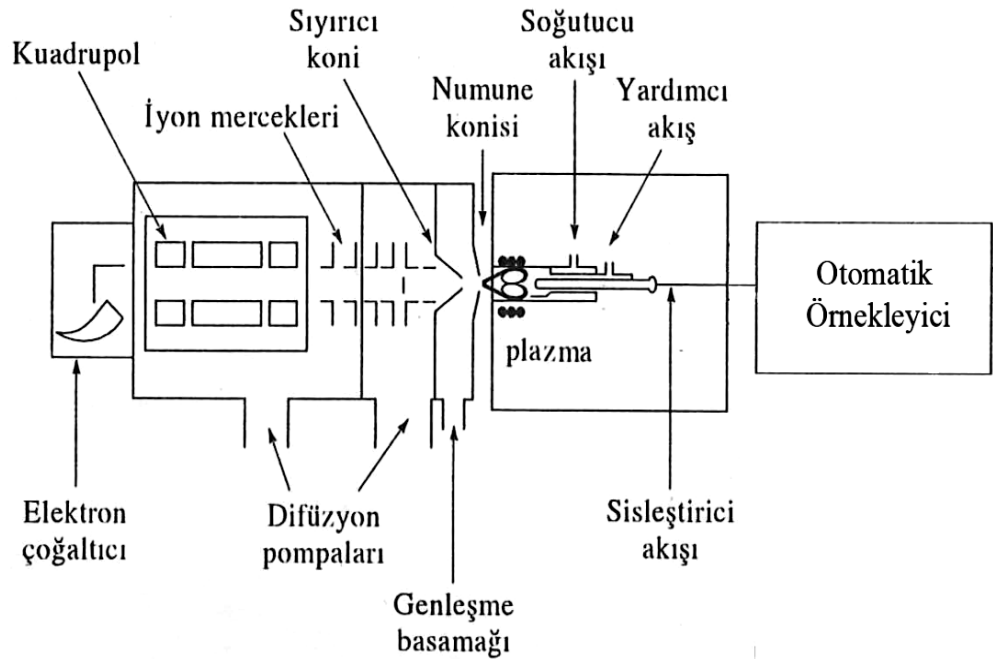 Kuadrupol
İyon mercekleri
Sıyırıcı
koni
Numune
konisi
Soğutucu
akışı
Yardımcı
akış
Otomatik
Örnekleyici
plazma
Elektron
çoğaltıcı
Difüzyon
pompaları
Genleşme
basamağı
Sisleştirici
akışı